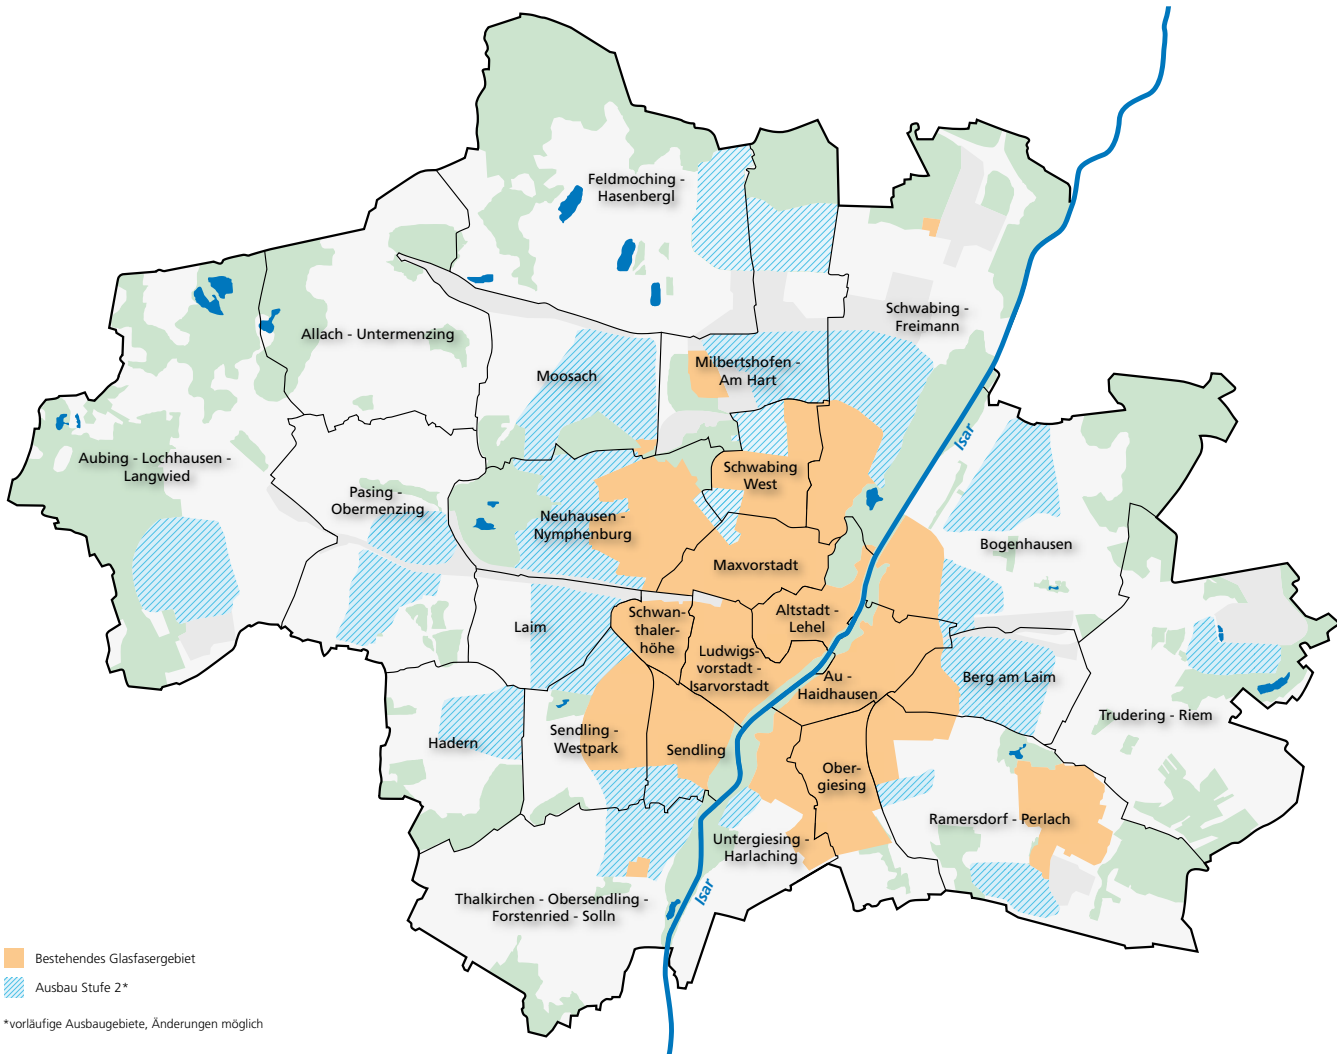 Feldmoching -
Hasenbergl
Schwabing -
Freimann
Allach - Untermenzing
Moosach
Milbertshofen -
Am Hart
Aubing - Lochhausen -
Langwied
Pasing -
Obermenzing
Schwabing
West
Isar
Neuhausen -
Nymphenburg
Bogenhausen
Maxvorstadt
Laim
Schwan-
thaler-
höhe
Altstadt -
Lehel
Ludwigs-
vorstadt -
Isarvorstadt
Au -
Haidhausen
Berg am Laim
Trudering - Riem
Hadern
Sendling -
Westpark
Sendling
Ober-
giesing
Ramersdorf - Perlach
Untergiesing -
Harlaching
Thalkirchen - Obersendling -
Forstenried - Solln
Isar
Bestehendes Glasfasergebiet
Ausbau Stufe 2*
*vorläufige Ausbaugebiete, Änderungen möglich